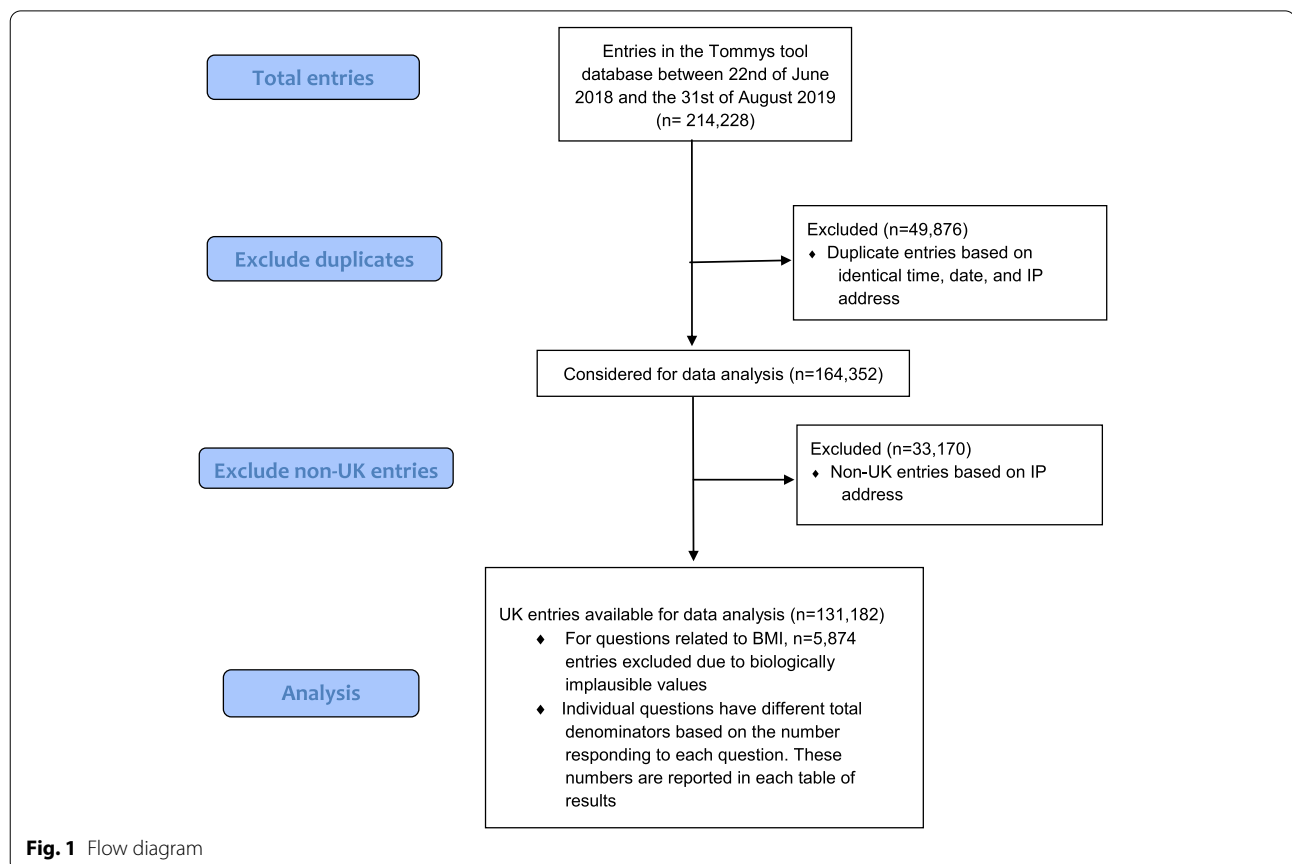 Total entries
Entries in the Tommys tool
database between 22nd of June
2018 and the 31st of August 2019
(n= 214,228)
Exclude duplicates
Excluded (n=49,876)
♦ Duplicate entries based on
identical time, date, and IP
address
Considered for data analysis (n=164,352)
Exclude non-UK entries
Excluded (n=33,170)
♦ Non-UK entries based on IP
address
Analysis
UK entries available for data analysis (n=131,182)
♦ For questions related to BMI, n=5,874
entries excluded due to biologically
implausible values
♦ Individual questions have different total
denominators based on the number
responding to each question. These
numbers are reported in each table of
results
Fig. 1 Flow diagram